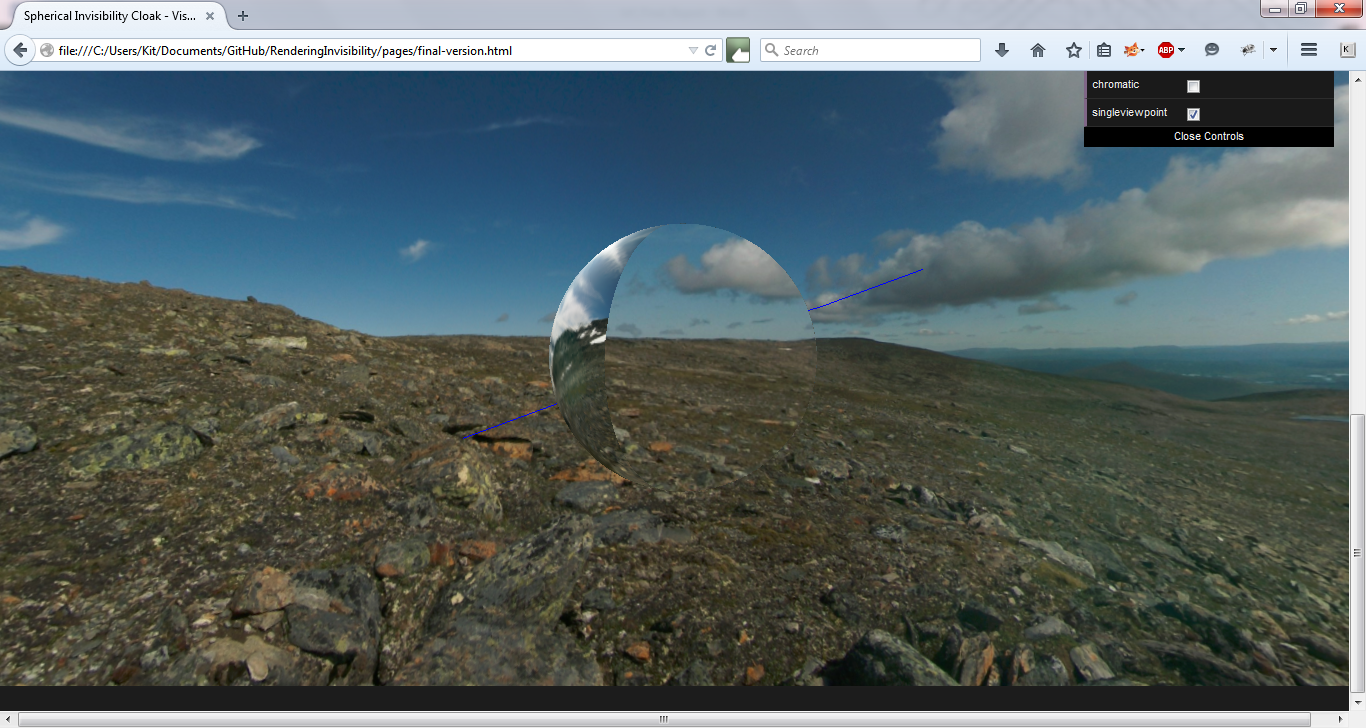 Spherical Invisibility Cloak - Vis...
file:///C:/Users/Kit/Documents/GitHub/RenderingInvisibility/pages/final-version.html
Search
ABP
K
chromatic
singleviewpoint
Close Controls